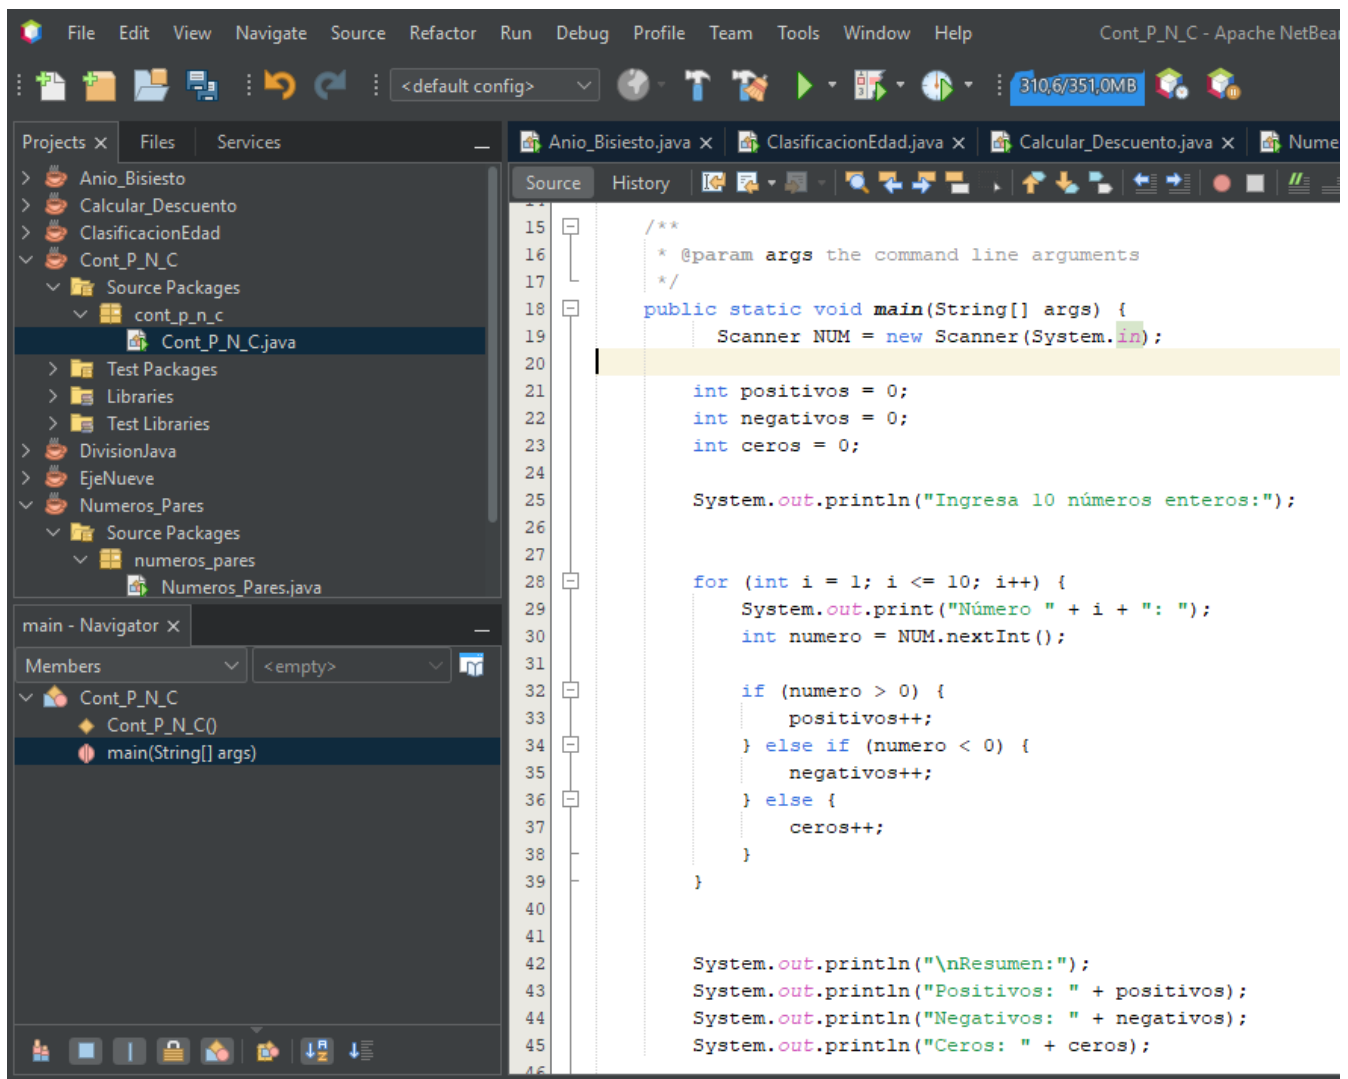 File Edit View Navigate Source Refactor Run Debug Profile Team Tools Window Help Cont_P_N_C - Apache NetBear
<default config> 310,6/351,0MB
Projects Files Services
Anio_Bisiesto
Calcular_Descuento
ClasificacionEdad
Cont_P_N_C
Source Packages
cont_p_n_c
Cont_P_N_C.java
Test Packages
Libraries
Test Libraries
DivisionJava
EjeNueve
Numeros_Pares
Source Packages
numeros_pares
Numeros_Pares.java
main - Navigator
Members <empty>
Cont_P_N_C
Cont_P_N_C()
main(String[] args)
Anio_Bisiesto.java ClasificacionEdad.java Calcular_Descuento.java Nume
Source History
14
15 /**
16 * @param args the command line arguments
17 */
18 public static void main(String[] args) {
19 Scanner NUM = new Scanner(System.in);
20
21 int positivos = 0;
22 int negativos = 0;
23 int ceros = 0;
24
25 System.out.println("Ingresa 10 números enteros:");
26
27
28 for (int i = 1; i <= 10; i++) {
29 System.out.print("Número " + i + ": ");
30 int numero = NUM.nextInt();
31
32 if (numero > 0) {
33 positivos++;
34 } else if (numero < 0) {
35 negativos++;
36 } else {
37 ceros++;
38 }
39 }
40
41
42 System.out.println("\nResumen:");
43 System.out.println("Positivos: " + positivos);
44 System.out.println("Negativos: " + negativos);
45 System.out.println("Ceros: " + ceros);
46